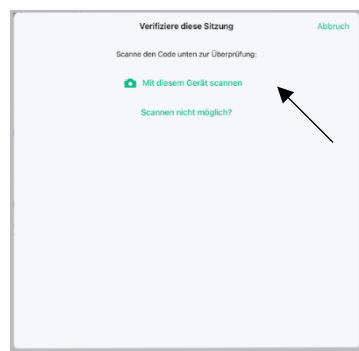 Verifiziere diese Sitzung Abbruch
Scanne den Code unten zur Überprüfung:
Mit diesem Gerät scannen
Scannen nicht möglich?